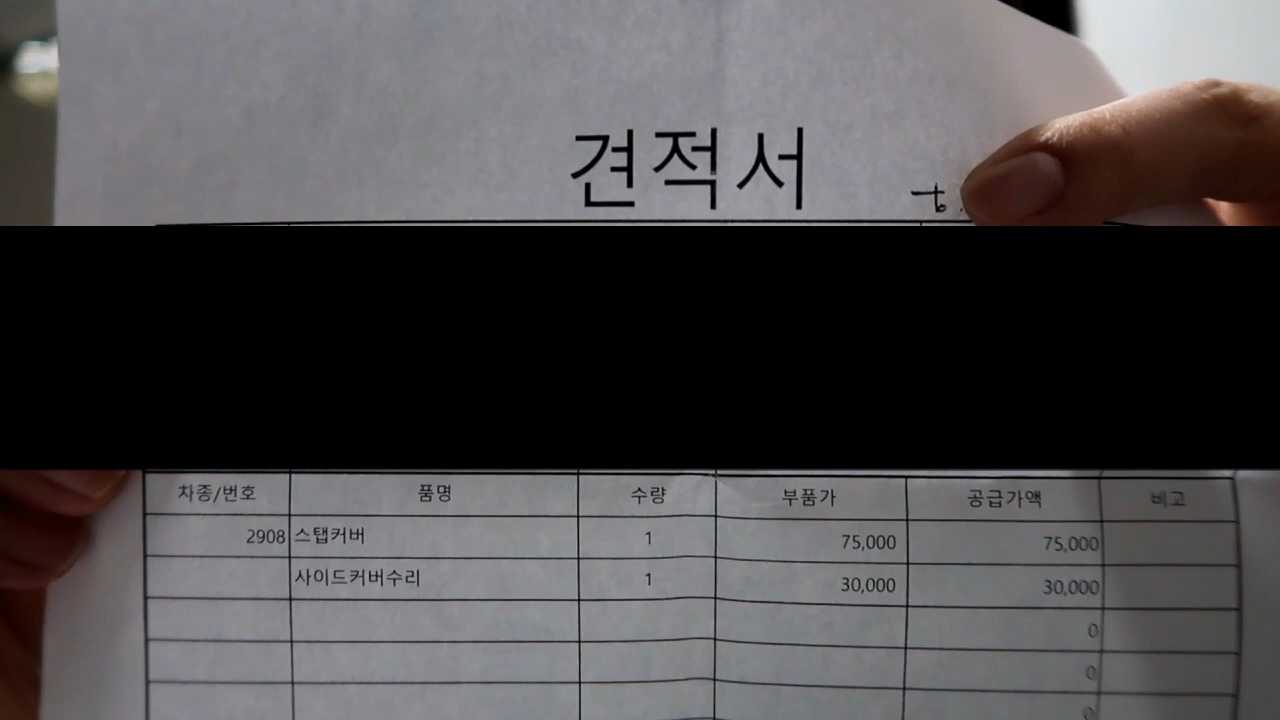 견적서
차종/번호 품명 수량 부품가 공급가액 비고
2908 스탭커버 1 75,000 75,000
사이드커버수리 1 30,000 30,000
0
0
0